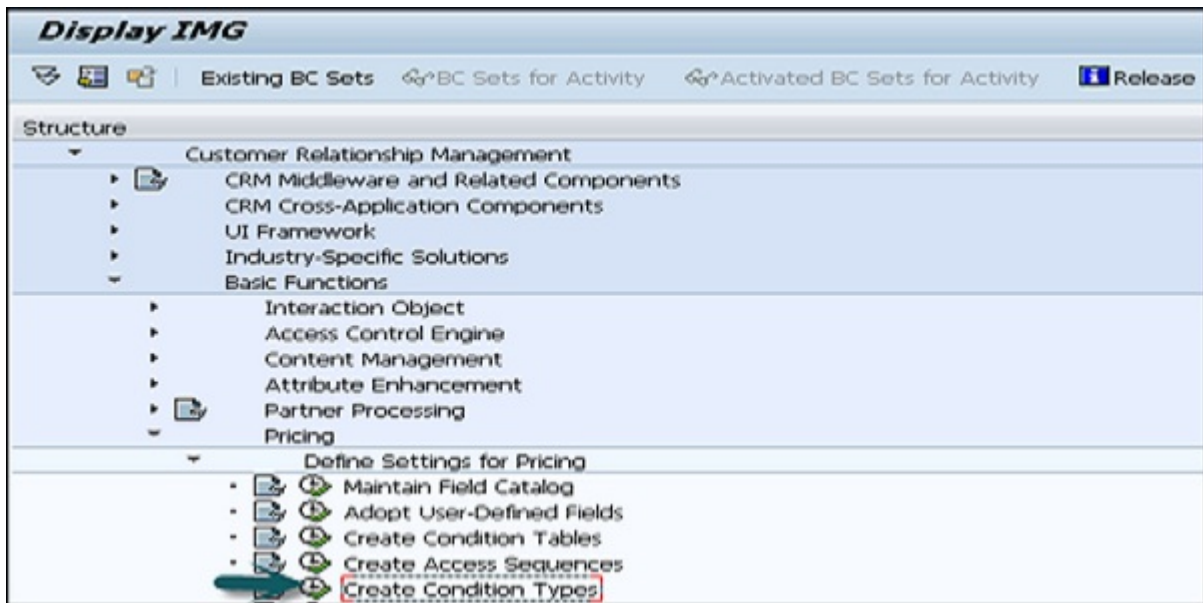 Display IMG
Existing BC Sets BC Sets for Activity Activated BC Sets for Activity Release
Structure
Customer Relationship Management
CRM Middleware and Related Components
CRM Cross-Application Components
UI Framework
Industry-Specific Solutions
Basic Functions
Interaction Object
Access Control Engine
Content Management
Attribute Enhancement
Partner Processing
Pricing
Define Settings for Pricing
Maintain Field Catalog
Adopt User-Defined Fields
Create Condition Tables
Create Access Sequences
Create Condition Types